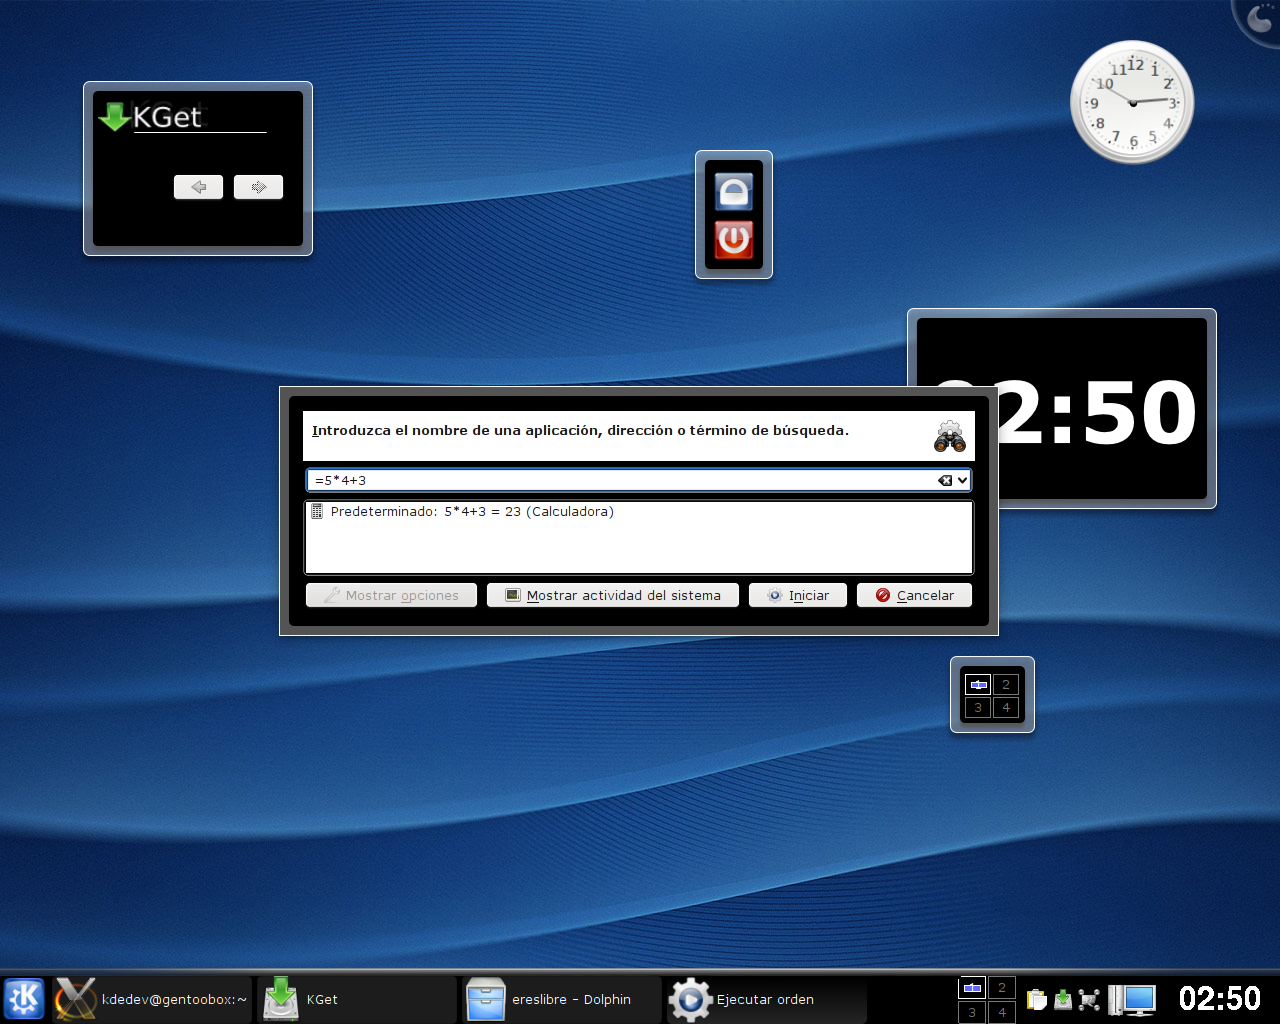 KGet
12
1
2
3
4
5
6
7
8
9
10
11
02:50
Introduzca el nombre de una aplicación, dirección o término de búsqueda.
=5*4+3
Predeterminado: 5*4+3 = 23 (Calculadora)
Mostrar opciones
Mostrar actividad del sistema
Iniciar
Cancelar
2
3 4
kdedev@gentoobox:~
KGet
ereslibre - Dolphin
Ejecutar orden
2
3 4
02:50